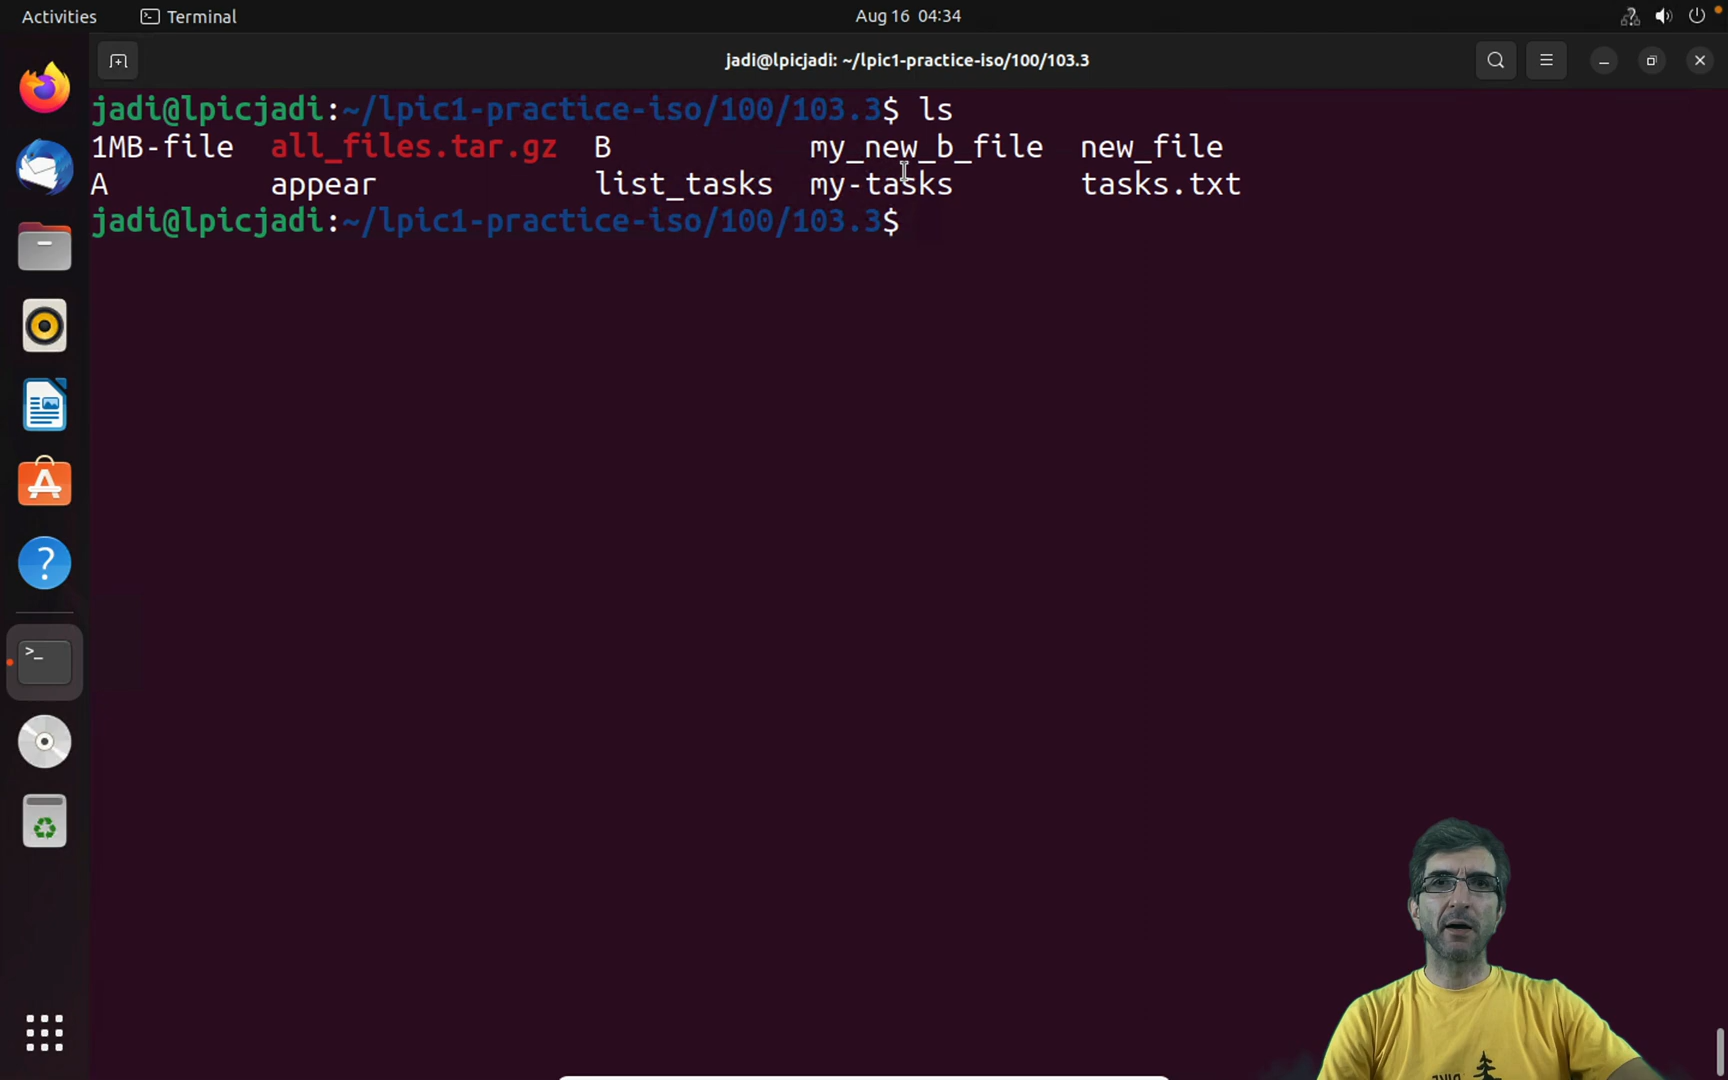 Activities Terminal Aug 16 04:34
jadi@lpicjadi: ~/lpic1-practice-iso/100/103.3
jadi@lpicjadi:~/lpic1-practice-iso/100/103.3$ ls
1MB-file all_files.tar.gz B my_new_b_file new_file
A appear list_tasks my-tasks tasks.txt
jadi@lpicjadi:~/lpic1-practice-iso/100/103.3$